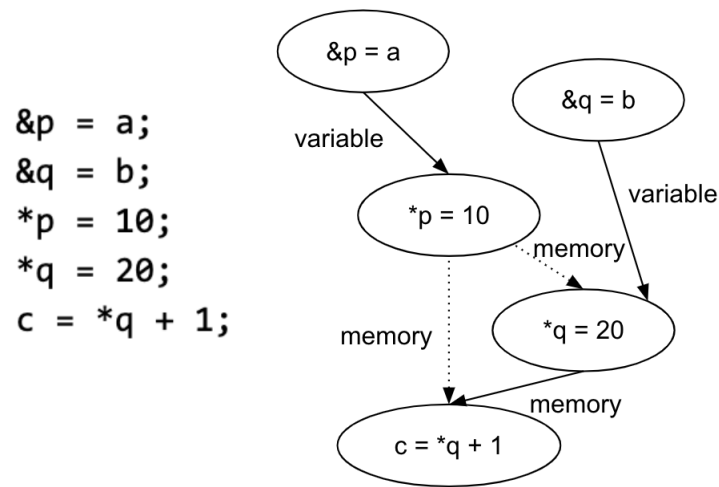 &p = a;
&q = b;
*p = 10;
*q = 20;
c = *q + 1;
&p = a
&q = b
variable
variable
*p = 10
memory
memory
*q = 20
memory
c = *q + 1